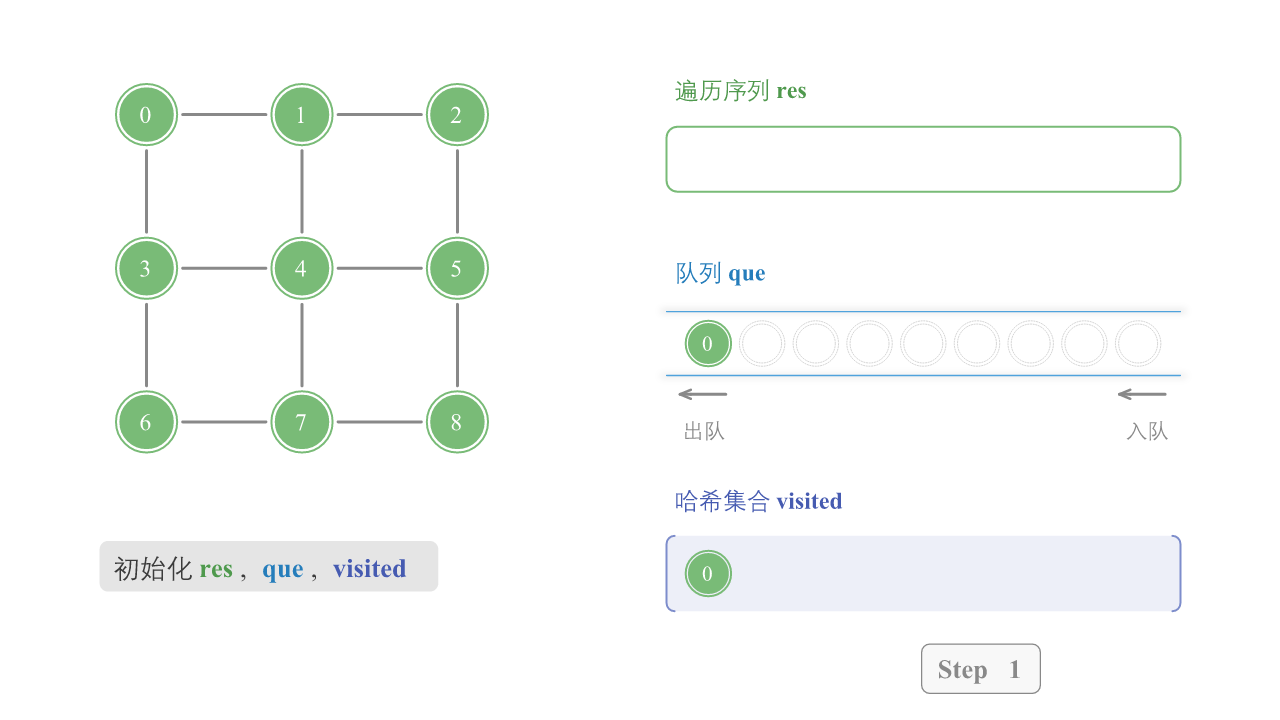 0 1 2
3 4 5
6 7 8
初始化 res ， que ， visited
遍历序列 res
队列 que
0
出队 入队
哈希集合 visited
0
Step 1